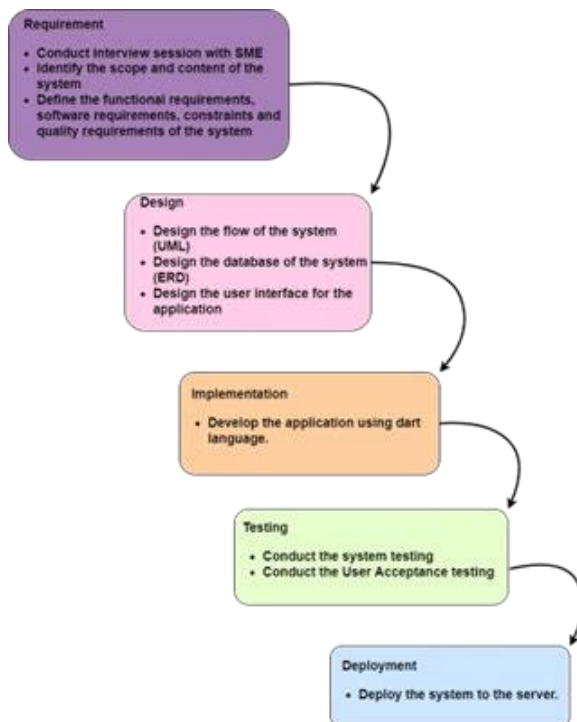 Requirement
• Conduct interview session with SME
• Identify the scope and content of the
system
• Define the functional requirements,
software requirements, constraints and
quality requirements of the system
Design
• Design the flow of the system
(UML)
• Design the database of the system
(ERD)
• Design the user interface for the
application
Implementation
• Develop the application using dart
language.
Testing
• Conduct the system testing
• Conduct the User Acceptance testing
Deployment
• Deploy the system to the server.